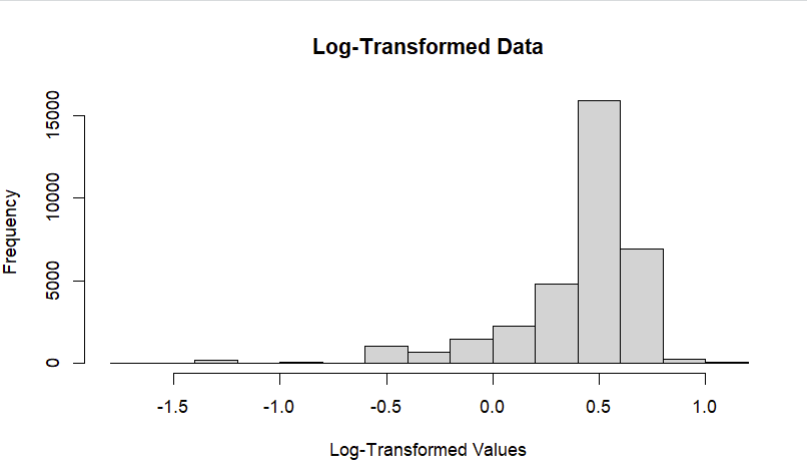 Log-Transformed Data
Frequency
15000
10000
5000
0
-1.5 -1.0 -0.5 0.0 0.5 1.0
Log-Transformed Values